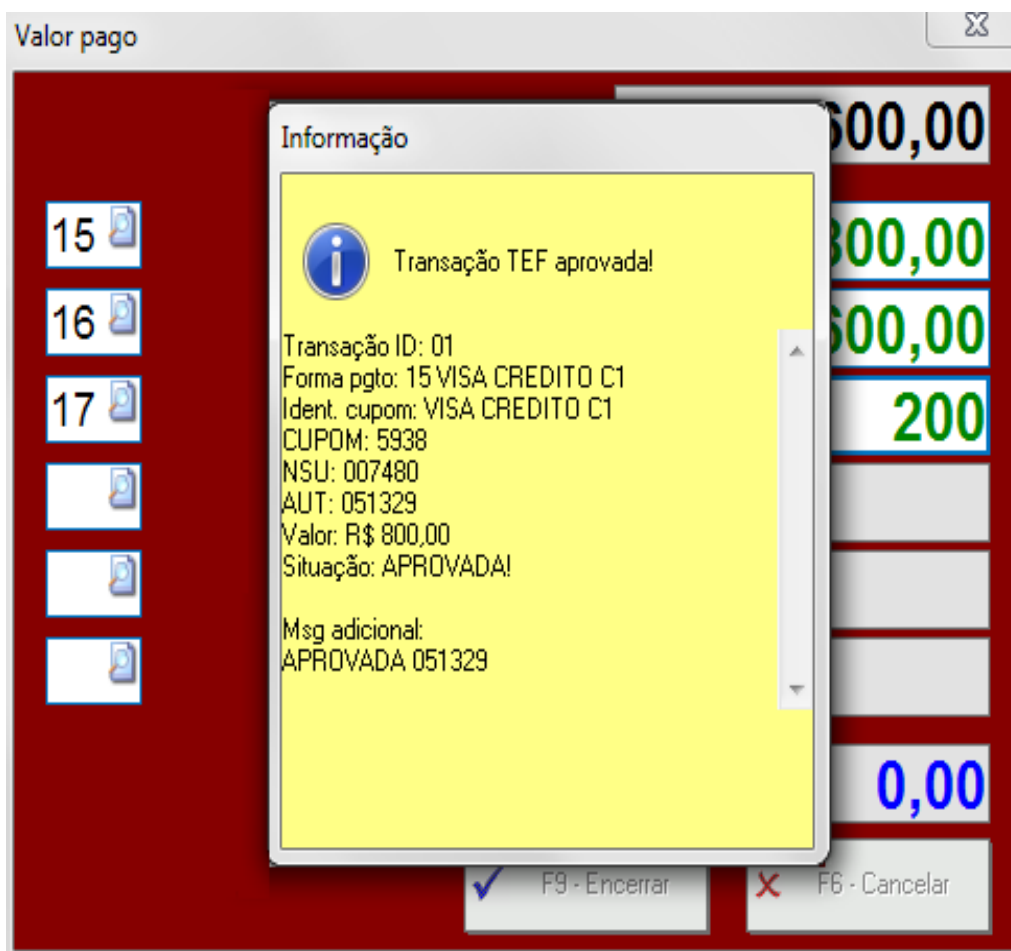 Valor pago
600,00
Informação
Transação TEF aprovada!
15
800,00
16
600,00
17
200
Transação ID: 01
Forma pgto: 15 VISA CREDITO C1
Ident. cupom: VISA CREDITO C1
CUPOM: 5938
NSU: 007480
AUT: 051329
Valor: R$ 800,00
Situação: APROVADA!
Msg adicional:
APROVADA 051329
0,00
F9 - Encerrar
F6 - Cancelar